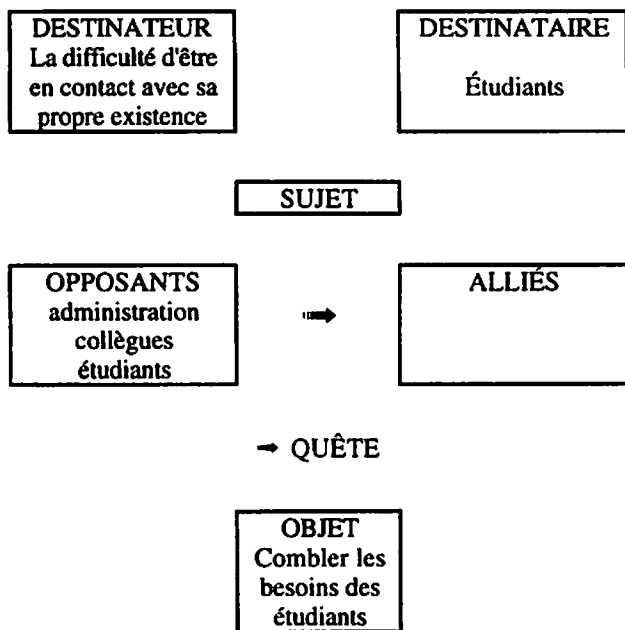 DESTINATEUR
La difficulté d'être
en contact avec sa
propre existence
DESTINATAIRE
Étudiants
SUJET
OPPOSANTS
administration
collègues
étudiants
ALLIÉS
QUÊTE
OBJET
Combler les
besoins des
étudiants